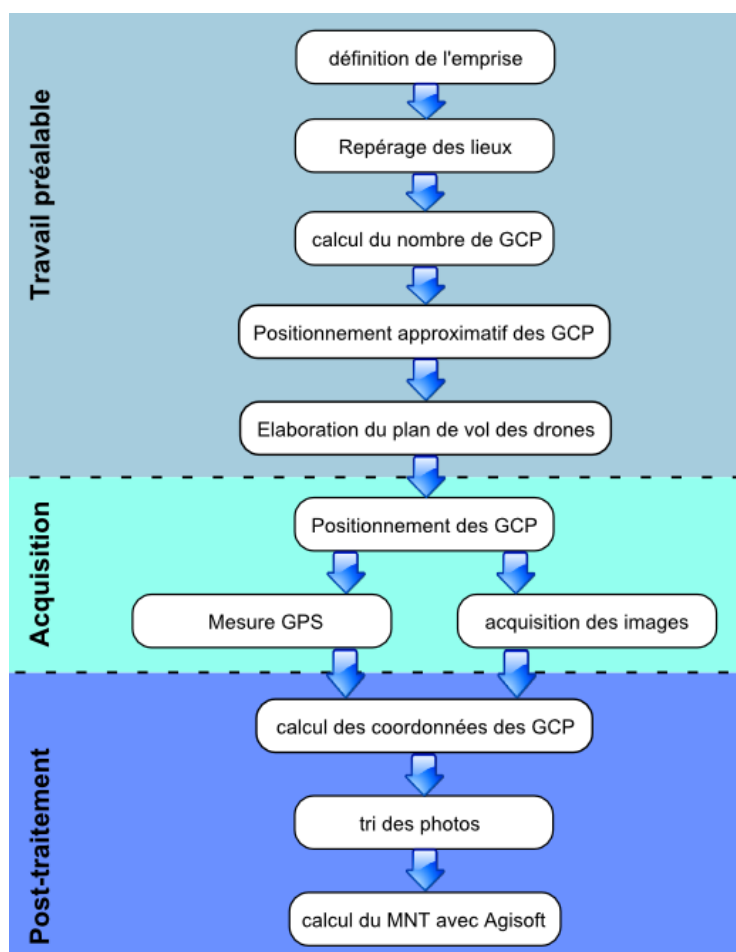 Travail préalable
définition de l'emprise
Repérage des lieux
calcul du nombre de GCP
Positionnement approximatif des GCP
Elaboration du plan de vol des drones
Acquisition
Positionnement des GCP
Mesure GPS
acquisition des images
Post-traitement
calcul des coordonnées des GCP
tri des photos
calcul du MNT avec Agisoft